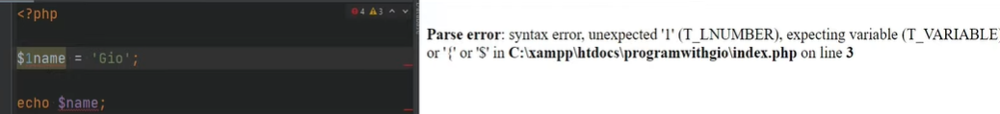 <?php
4 3
$1name = 'Gio';
echo $name;
Parse error: syntax error, unexpected '1' (T_LNUMBER), expecting variable (T_VARIABLE)
or '{' or '$' in C:\xampp\htdocs\programwithgio\index.php on line 3